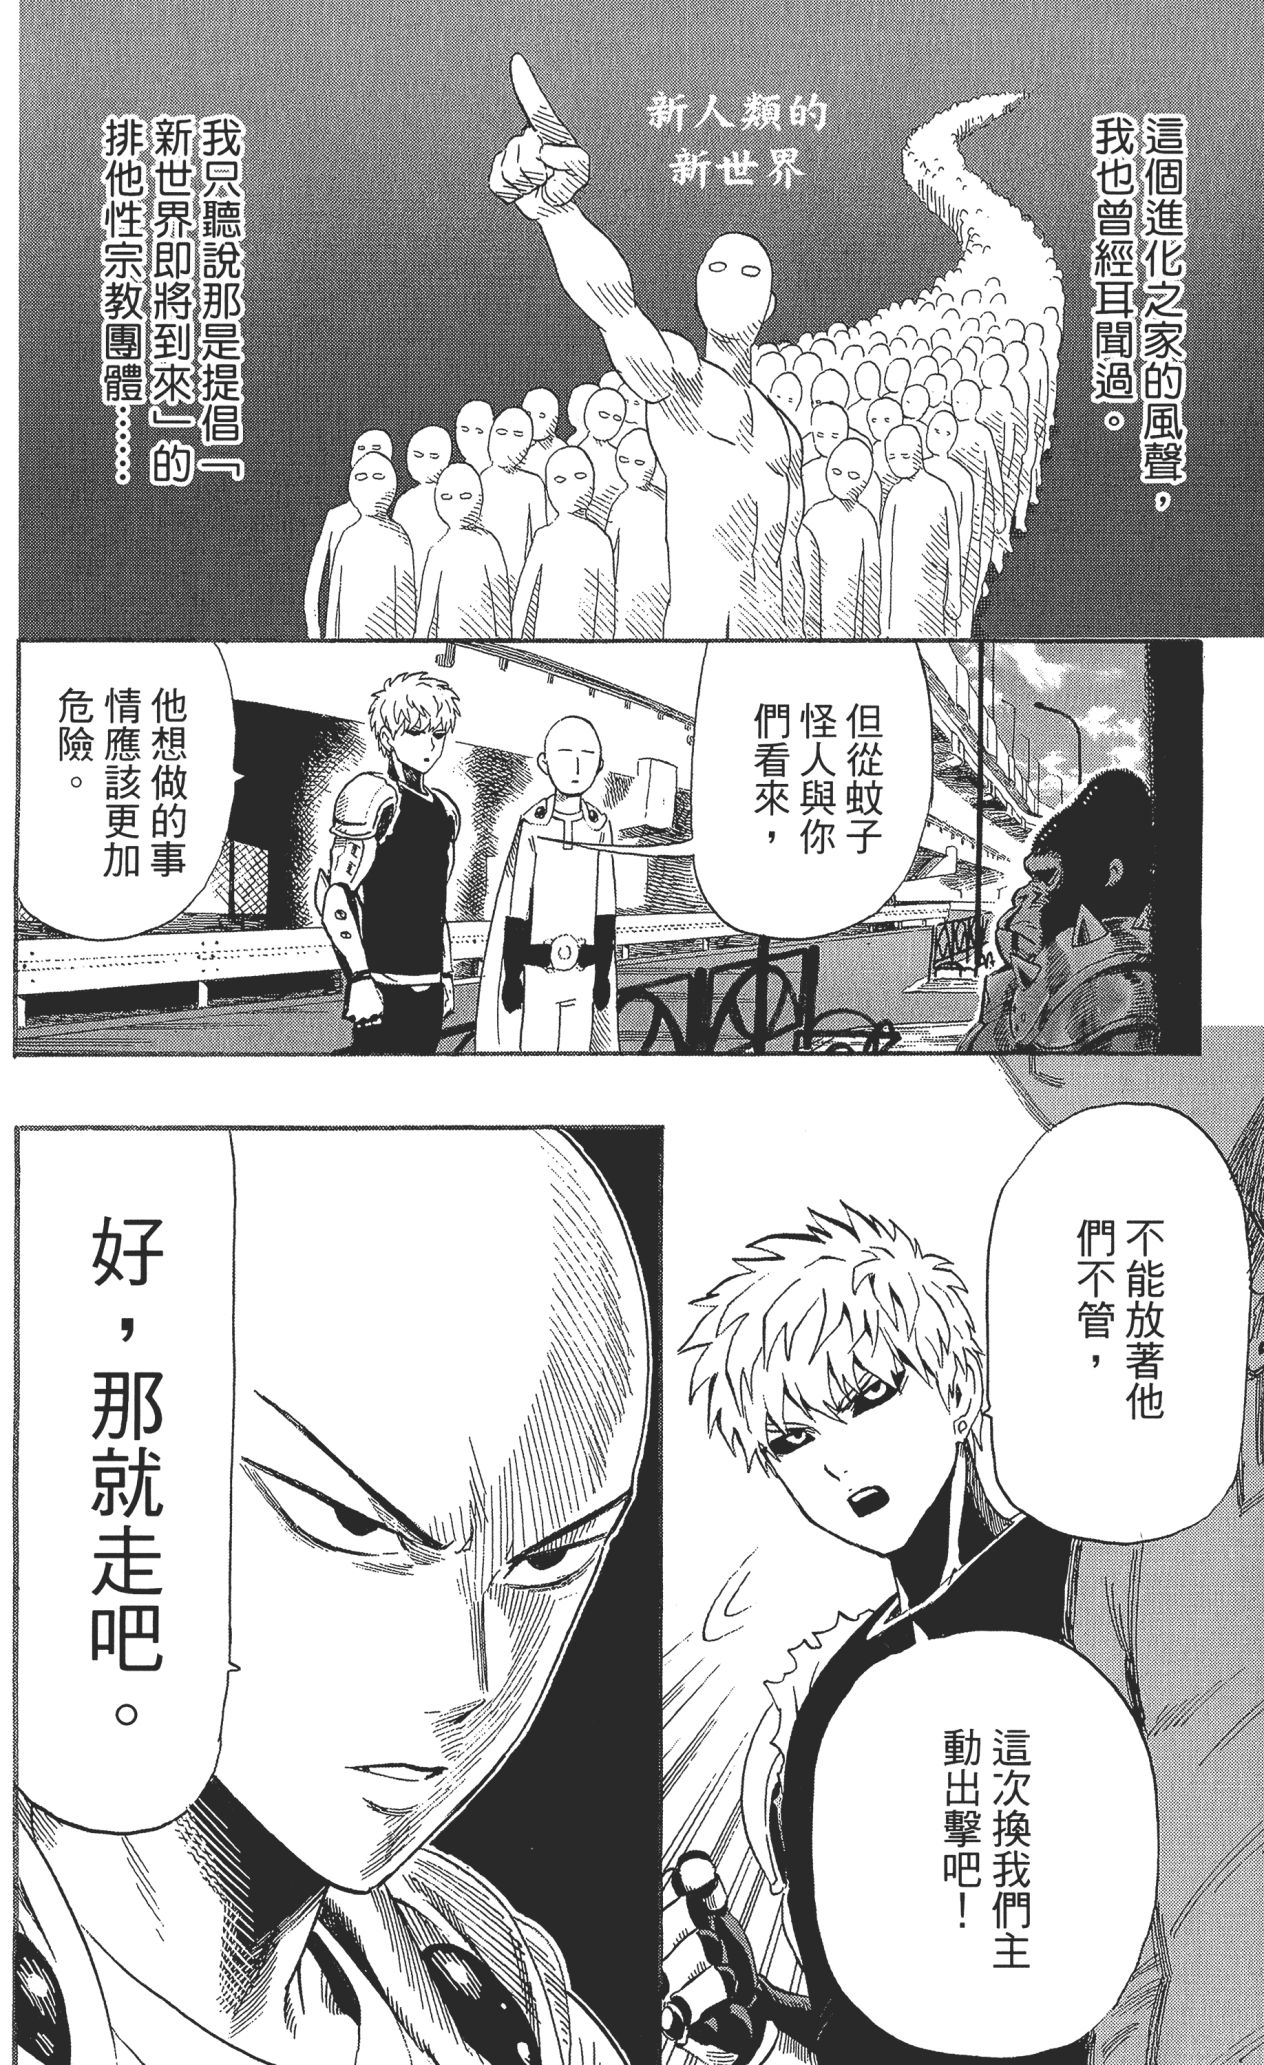 這個進化之家的風聲，
我也曾經耳聞過。
新人類的
新世界
我只聽說那是提倡「
新世界即將到來」的
排他性宗教團體……
但從蚊子
怪人與你
們看來，
他想做的事
情應該更加
危險。
不能放著他
們不管，
這次換我們主
動出擊吧！
好，那就走吧。